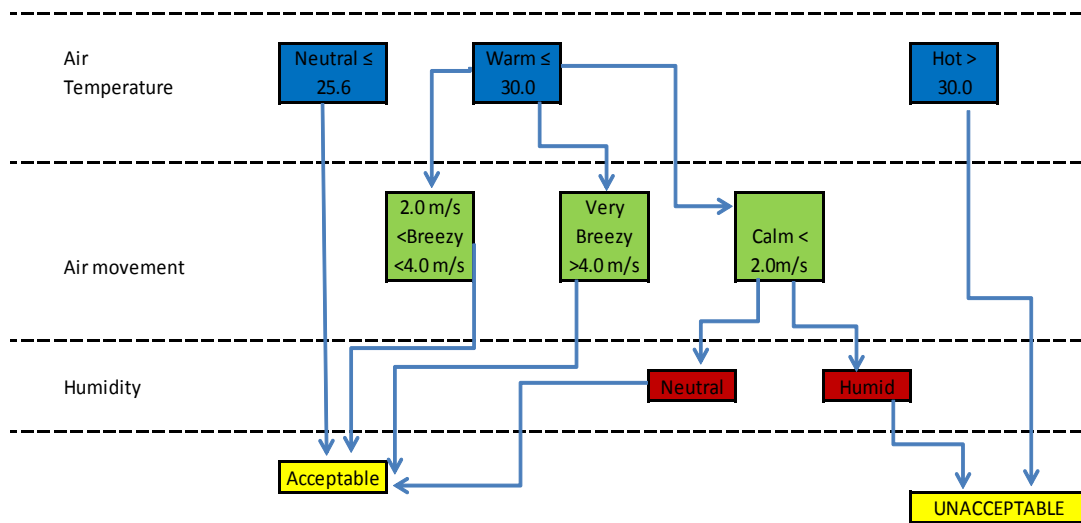 Air
Temperature
Neutral ≤
25.6
Warm ≤
30.0
Hot >
30.0
Air movement
2.0 m/s
<Breezy
<4.0 m/s
Very
Breezy
>4.0 m/s
Calm <
2.0m/s
Humidity
Neutral
Humid
Acceptable
UNACCEPTABLE